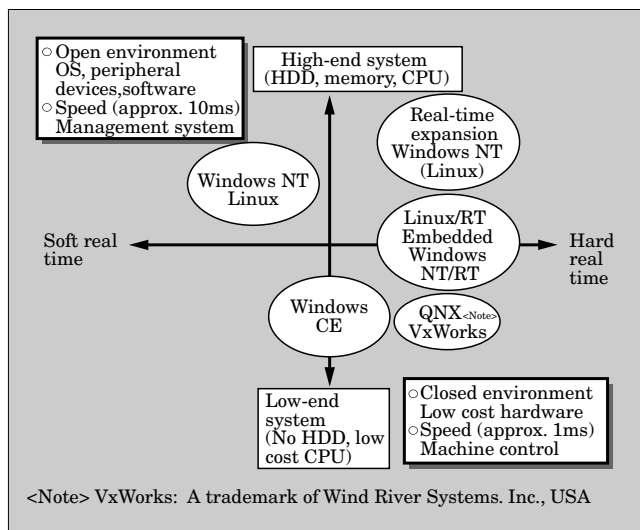 ○ Open environment
OS, peripheral
devices,software
○ Speed (approx. 10ms)
Management system
High-end system
(HDD, memory, CPU)
Real-time
expansion
Windows NT
(Linux)
Windows NT
Linux
Soft real
time
Linux/RT
Embedded
Windows
NT/RT
Hard
real
time
Windows
CE
QNX<Note>
VxWorks
Low-end
system
(No HDD, low
cost CPU)
○ Closed environment
Low cost hardware
○ Speed (approx. 1ms)
Machine control
<Note> VxWorks: A trademark of Wind River Systems. Inc., USA